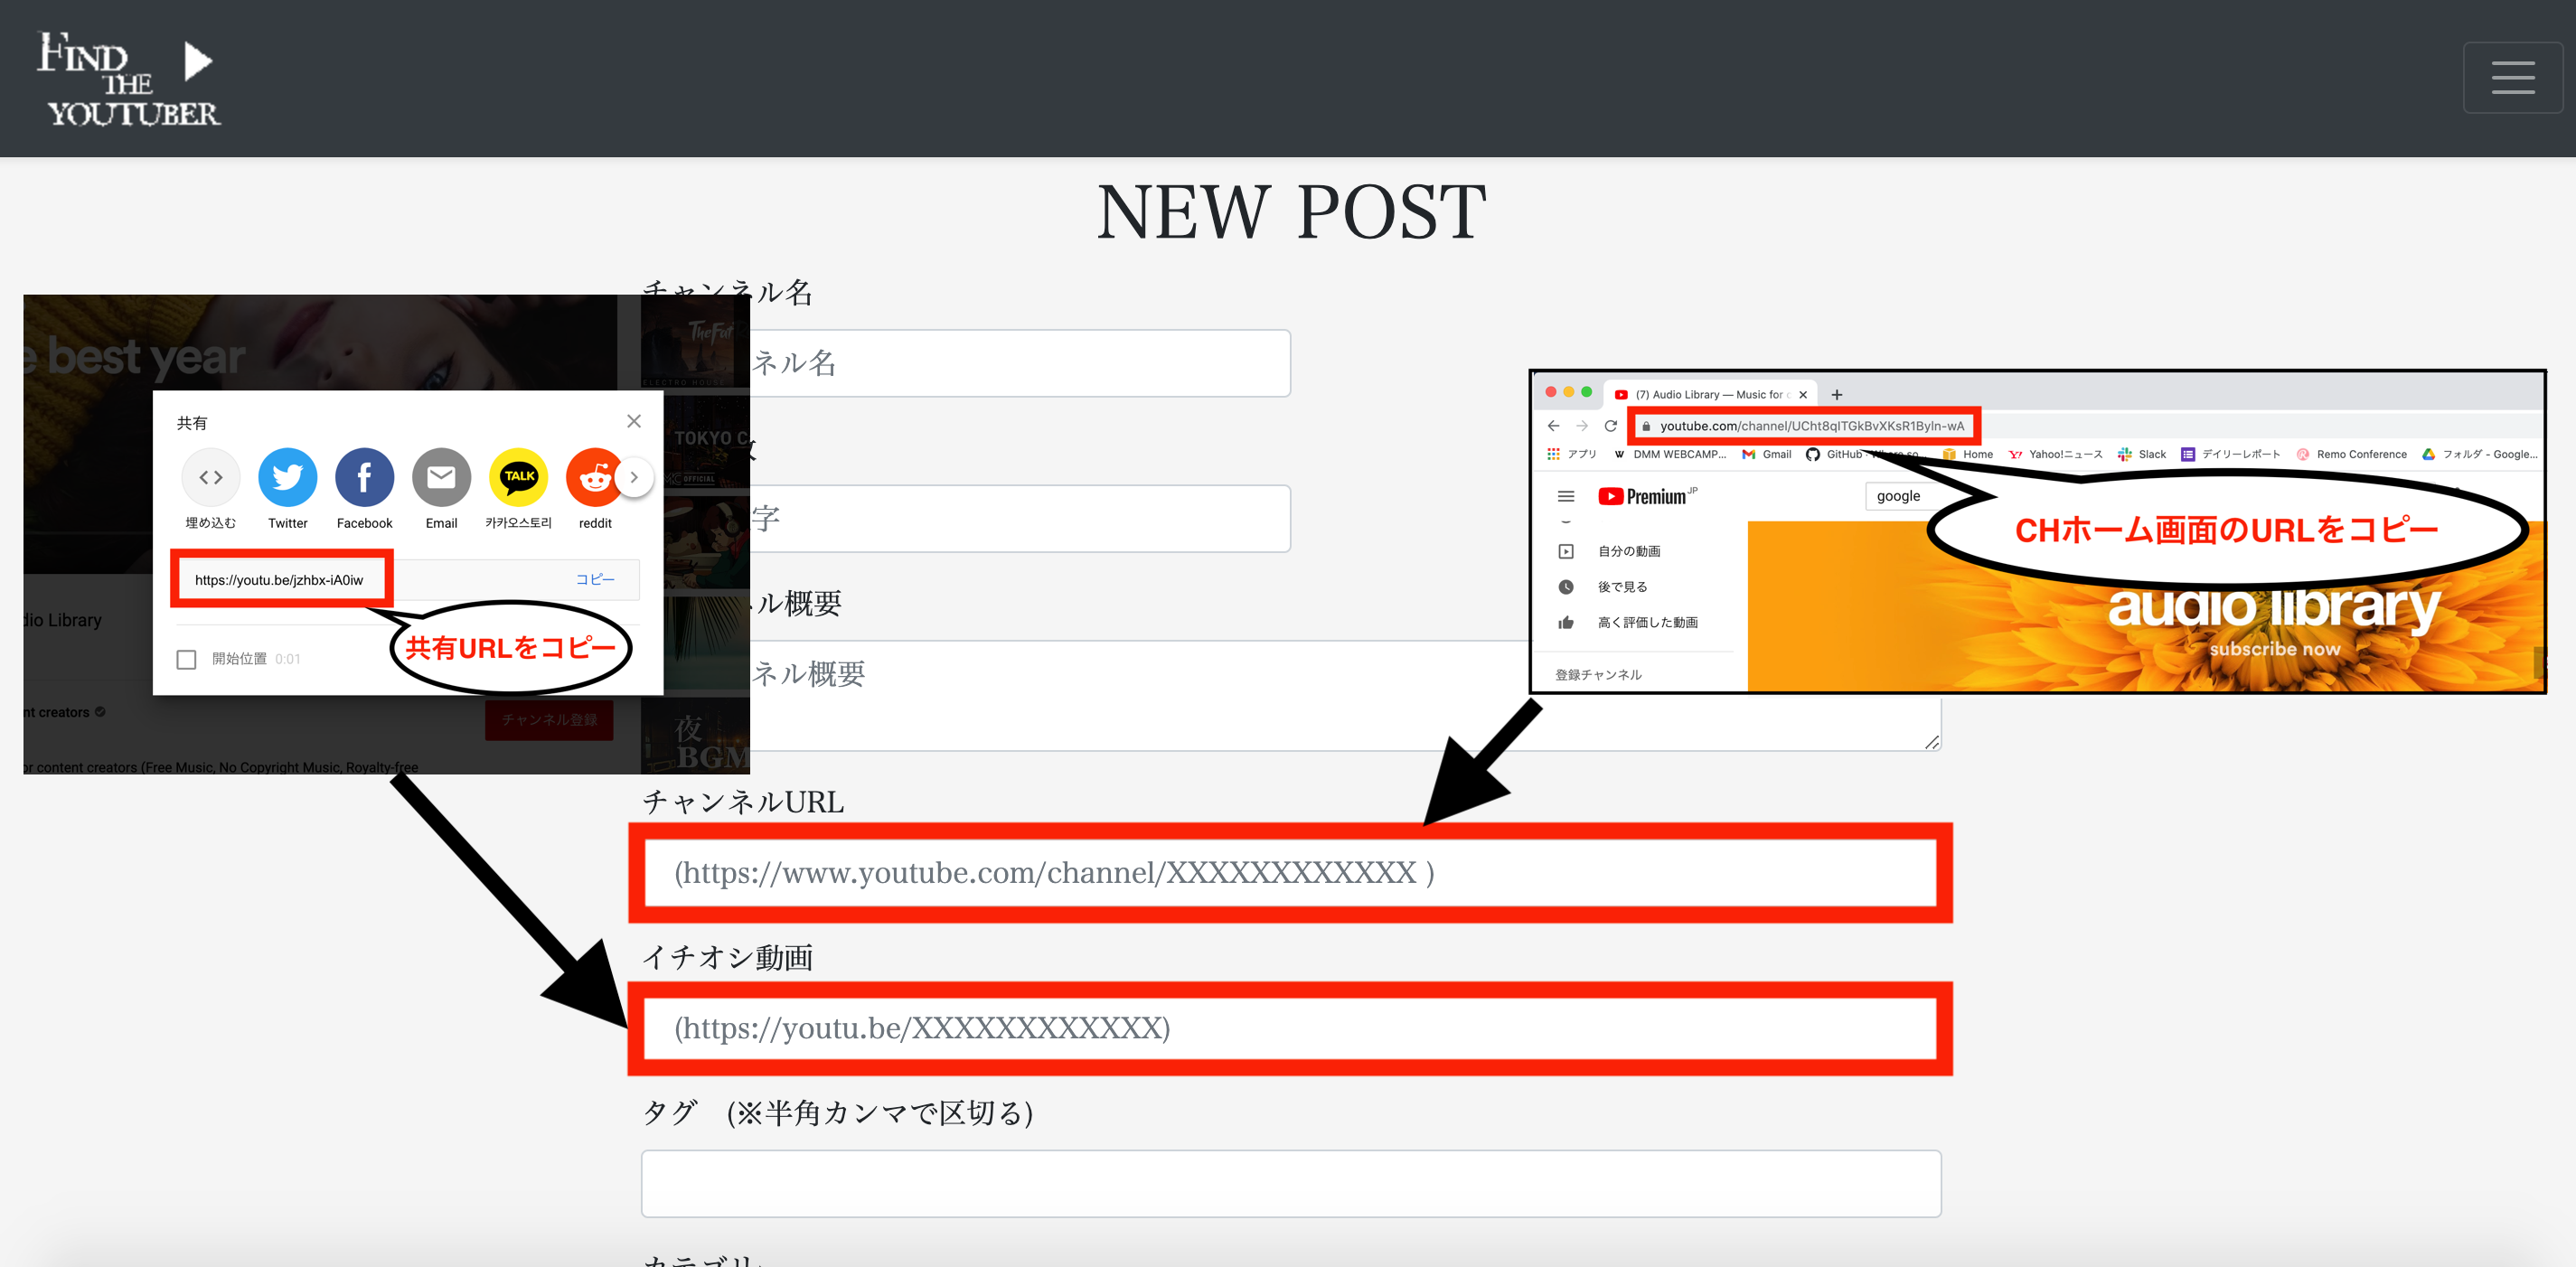 FIND
THE
YOUTUBER
NEW POST
チャンネル名
ネル名
字
ル概要
ネル概要
e best year
TheFat
ELECTRO HOUSE
TOKYO C
OFFICIAL
共有
埋め込む
Twitter
Facebook
Email
TALK
카카오스토리
reddit
https://youtu.be/jzhbx-iA0iw
コピー
共有URLをコピー
開始位置 0:01
dio Library
nt creators
チャンネル登録
or content creators (Free Music, No Copyright Music, Royalty-free
夜
BGM
(7) Audio Library — Music for c
youtube.com/channel/UCht8qITGkBvXKsR1Byln-wA
アプリ
DMM WEBCAMP...
Gmail
GitHub
Home
Yahoo!ニュース
Slack
デイリーレポート
Remo Conference
フォルダ - Google...
Premium JP
google
CHホーム画面のURLをコピー
自分の動画
後で見る
高く評価した動画
登録チャンネル
audio library
subscribe now
チャンネルURL
(https://www.youtube.com/channel/XXXXXXXXXXXX )
イチオシ動画
(https://youtu.be/XXXXXXXXXXXX)
タグ (※半角カンマで区切る)
カテゴリ